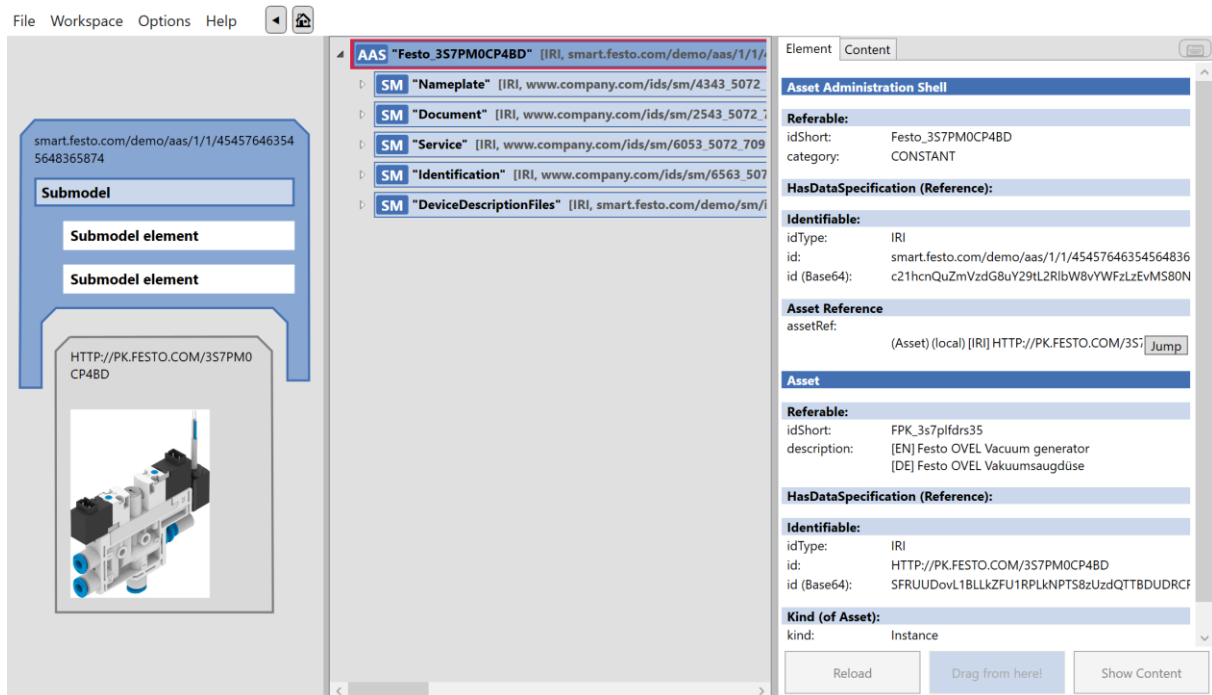 File Workspace Options Help
smart.festo.com/demo/aas/1/1/45457646354
5648365874
Submodel
Submodel element
Submodel element
HTTP://PK.FESTO.COM/3S7PM0
CP4BD
AAS "Festo_3S7PM0CP4BD" [IRI, smart.festo.com/demo/aas/1/1/
SM "Nameplate" [IRI, www.company.com/ids/sm/4343_5072_
SM "Document" [IRI, www.company.com/ids/sm/2543_5072_7
SM "Service" [IRI, www.company.com/ids/sm/6053_5072_709
SM "Identification" [IRI, www.company.com/ids/sm/6563_507
SM "DeviceDescriptionFiles" [IRI, smart.festo.com/demo/sm/i
Element Content
Asset Administration Shell
Referable:
idShort: Festo_3S7PM0CP4BD
category: CONSTANT
HasDataSpecification (Reference):
Identifiable:
idType: IRI
id: smart.festo.com/demo/aas/1/1/45457646354564836
id (Base64): c21hcnQuZmVzdG8uY29tL2RlbW8vYWFzLzEvMS80N
Asset Reference
assetRef:
(Asset) (local) [IRI] HTTP://PK.FESTO.COM/3S7 Jump
Asset
Referable:
idShort: FPK_3s7plfdrs35
description: [EN] Festo OVEL Vacuum generator
[DE] Festo OVEL Vakuumsaugdüse
HasDataSpecification (Reference):
Identifiable:
idType: IRI
id: HTTP://PK.FESTO.COM/3S7PM0CP4BD
id (Base64): SFRUUDovL1BLLkZFU1RPLkNPTS8zUzdQTTBDUDRCF
Kind (of Asset):
kind: Instance
Reload Drag from here! Show Content